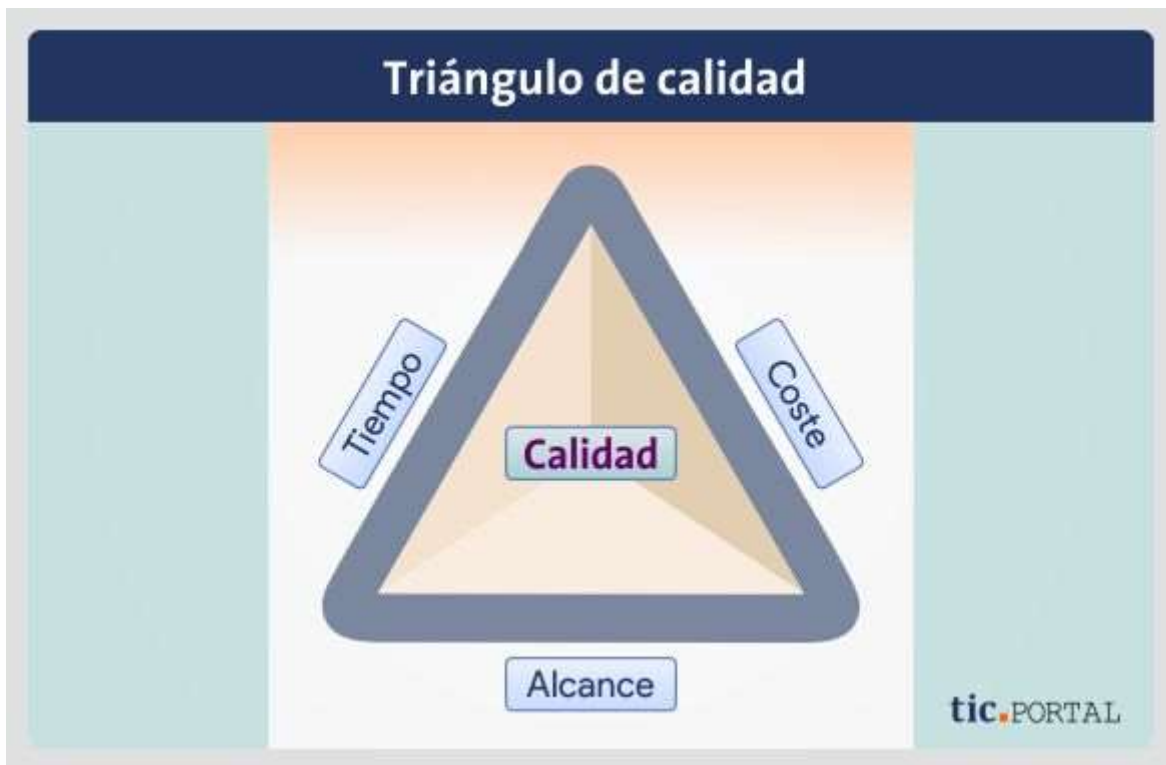 Triángulo de calidad
Tiempo
Coste
Calidad
Alcance
tic.PORTAL